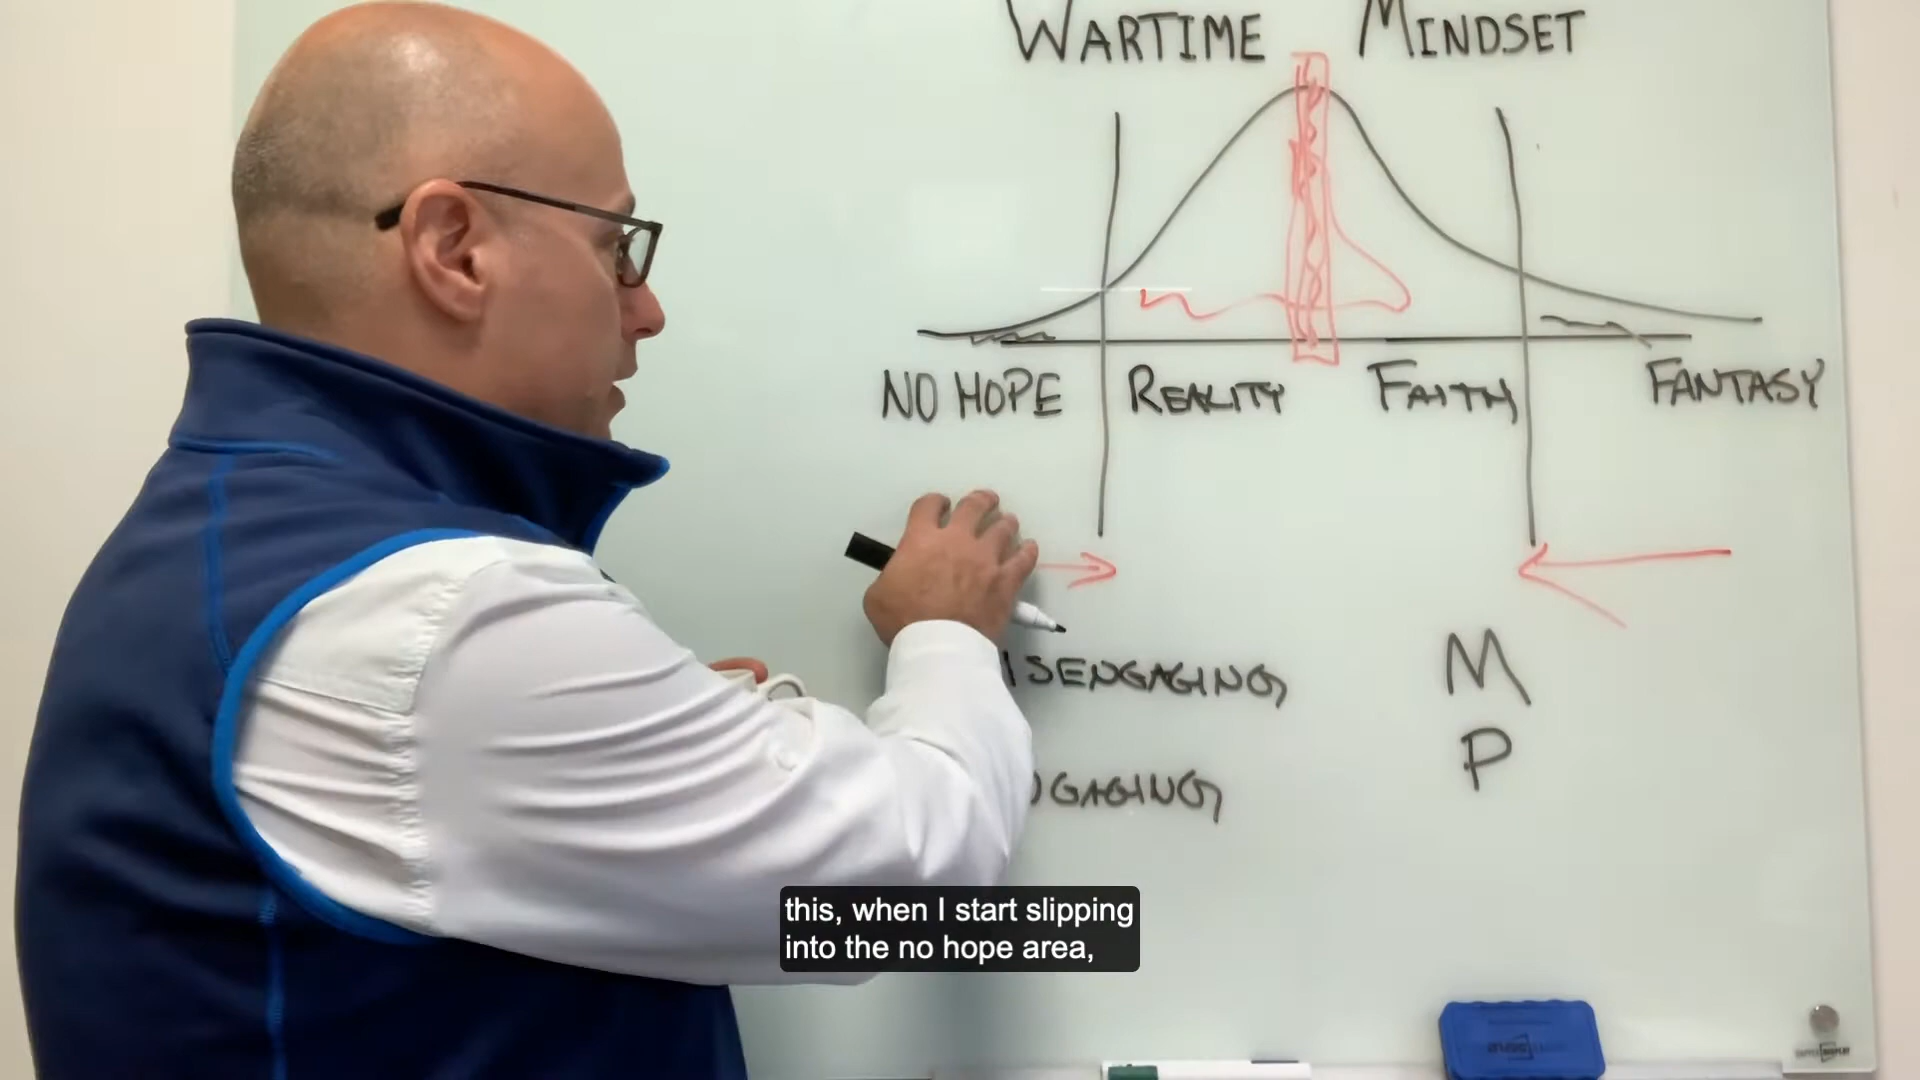 WARTIME MINDSET
NO HOPE REALITY FAITH FANTASY
ISENGAGING M
P
GAGING
this, when I start slipping
into the no hope area,